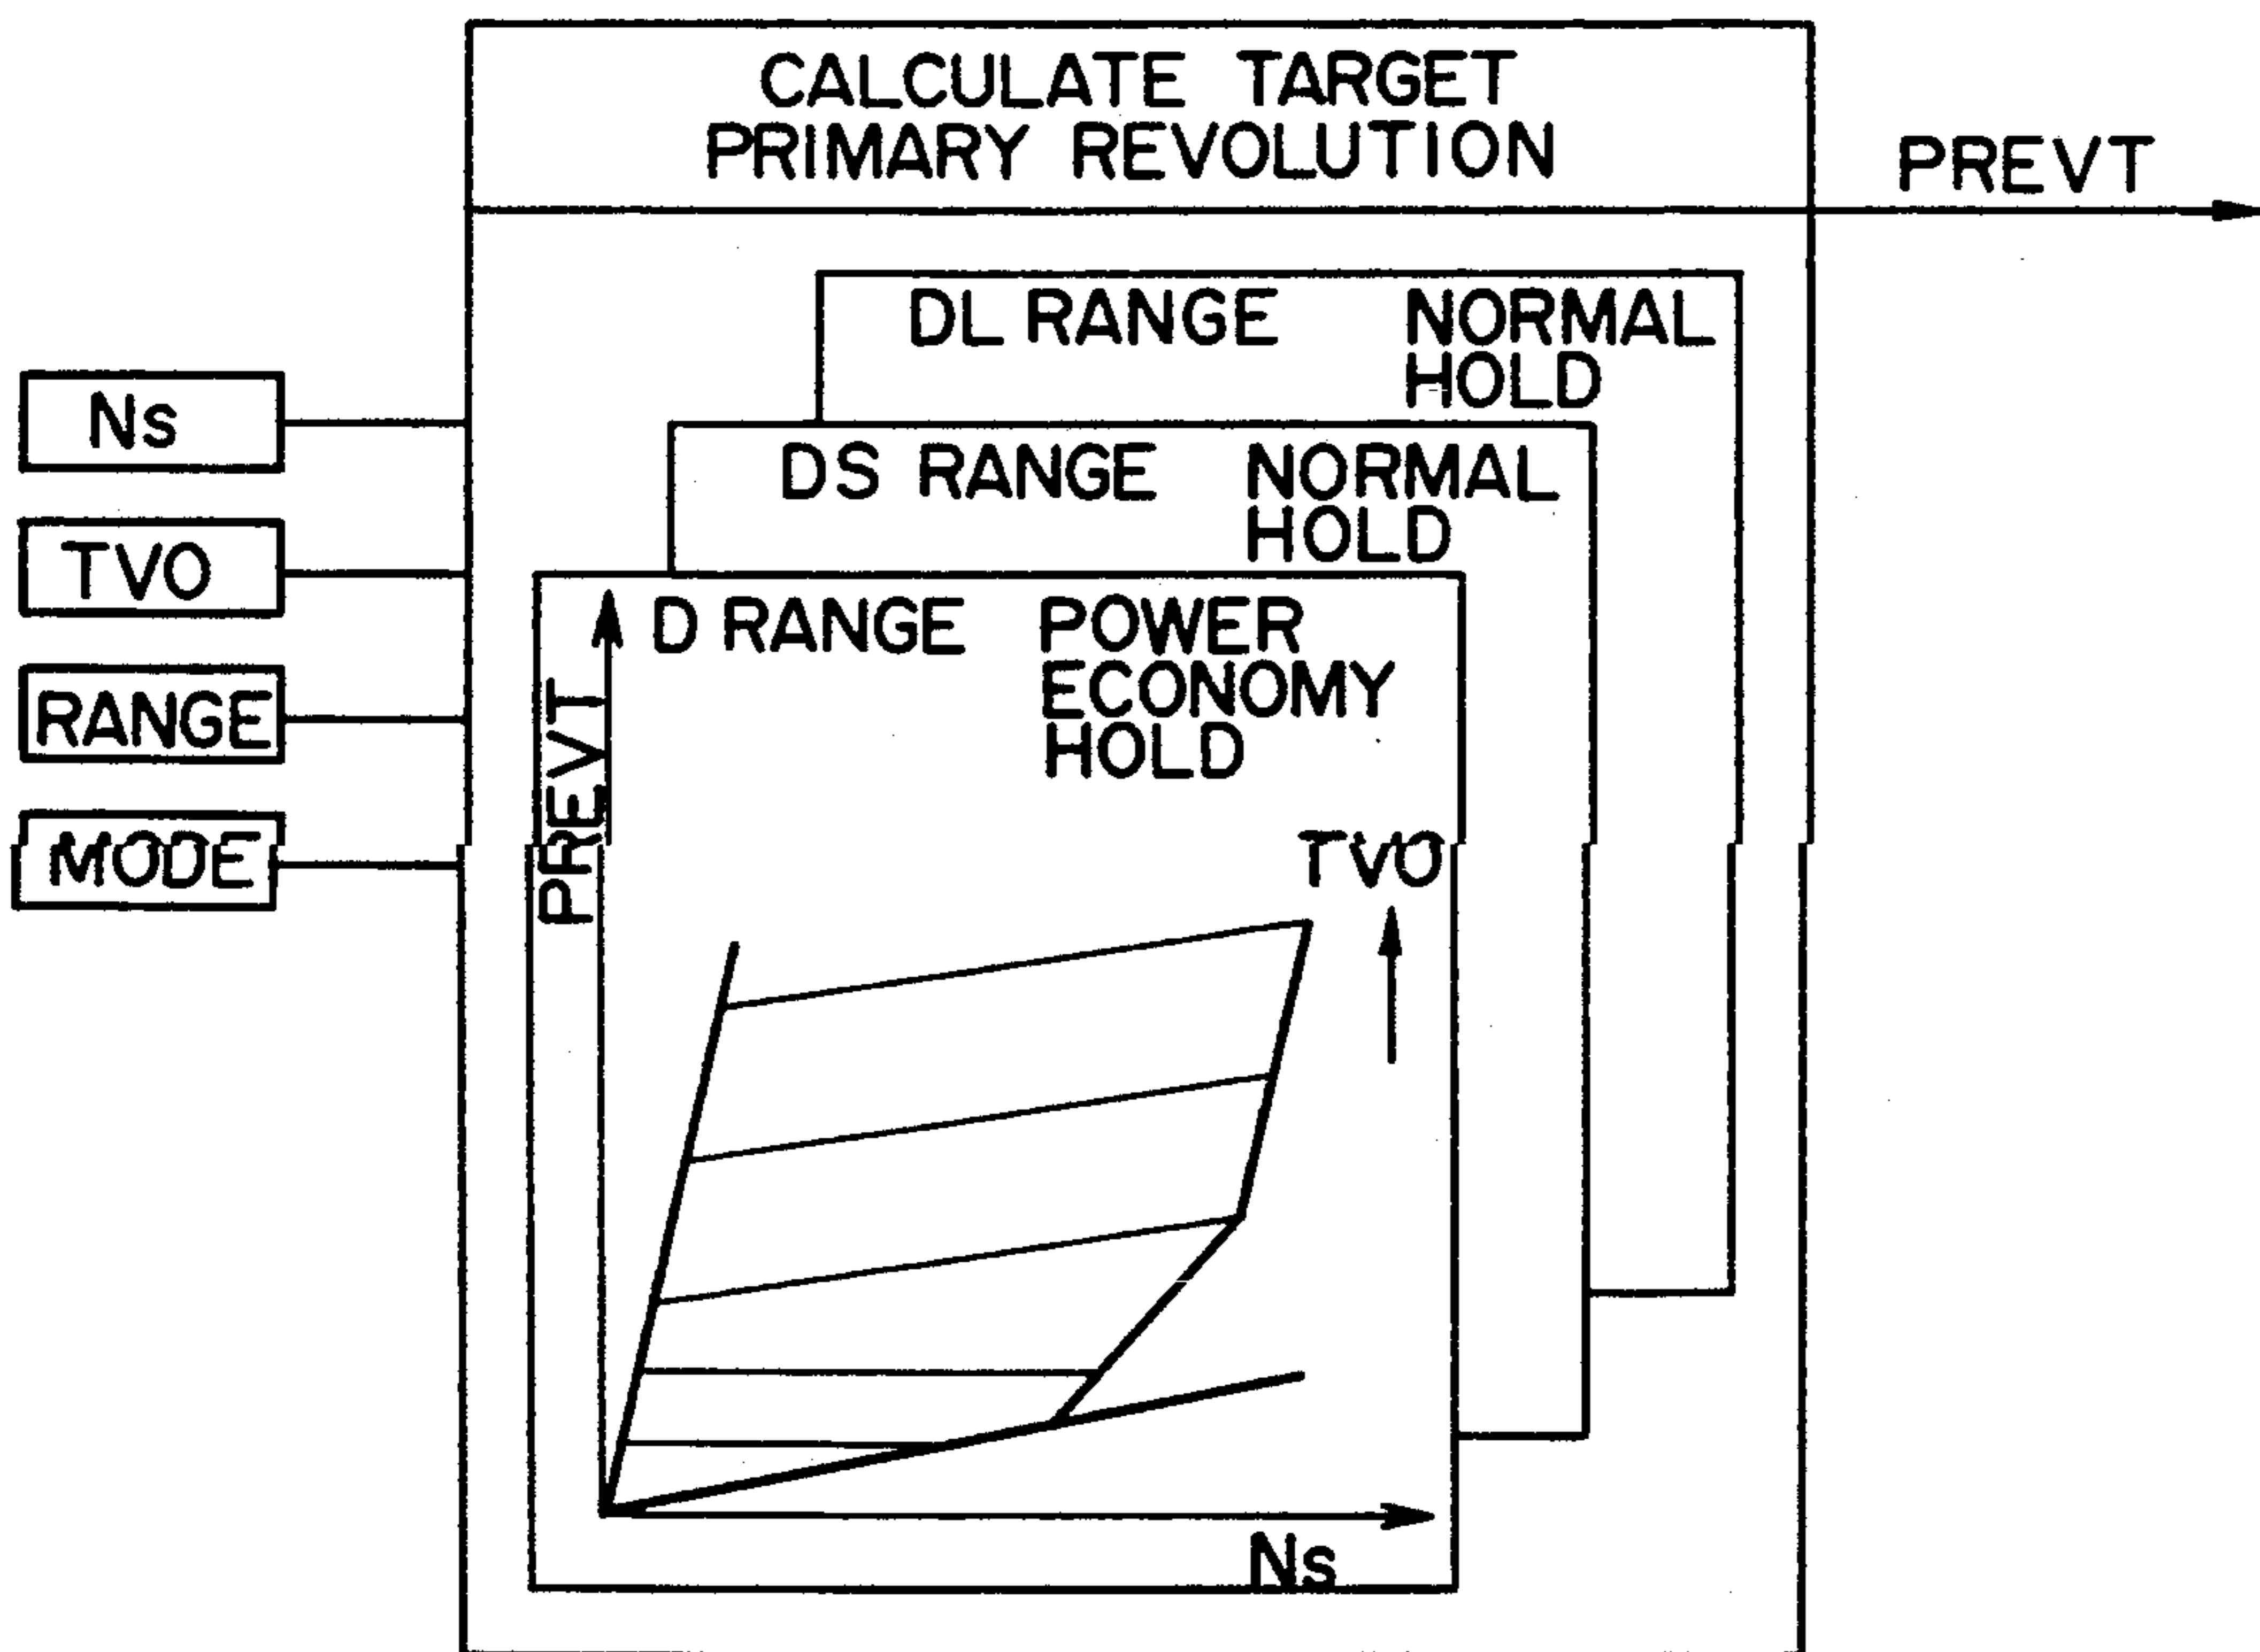 CALCULATE TARGET
PRIMARY REVOLUTION
PREVT
DL RANGE NORMAL
HOLD
Ns
DS RANGE NORMAL
HOLD
TVO
D RANGE POWER
ECONOMY
HOLD
RANGE
PREVT
MODE
TVO
Ns